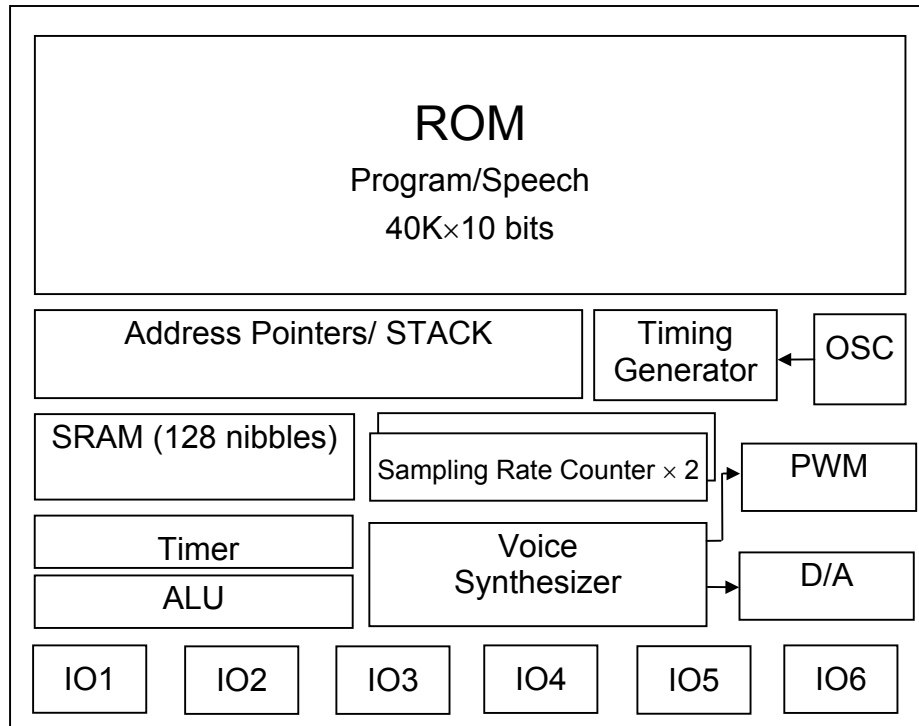 ROM
Program/Speech
40K×10 bits
Address Pointers/ STACK
Timing
Generator
OSC
SRAM (128 nibbles)
Sampling Rate Counter × 2
PWM
Timer
Voice
Synthesizer
D/A
ALU
IO1
IO2
IO3
IO4
IO5
IO6